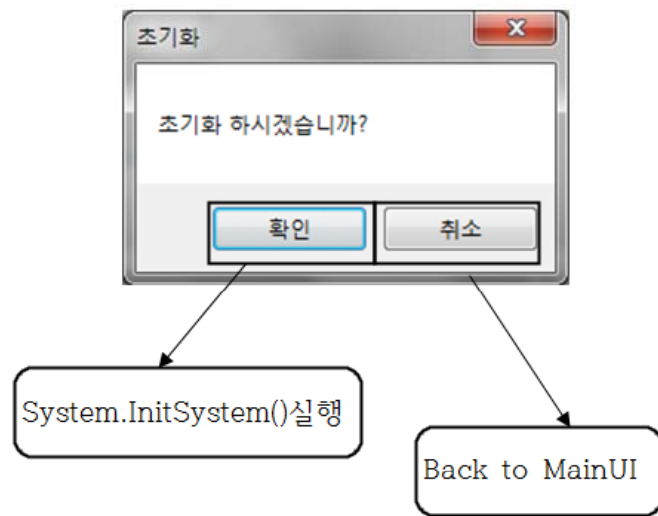 초기화
초기화 하시겠습니까?
확인
취소
System.InitSystem()실행
Back to MainUI